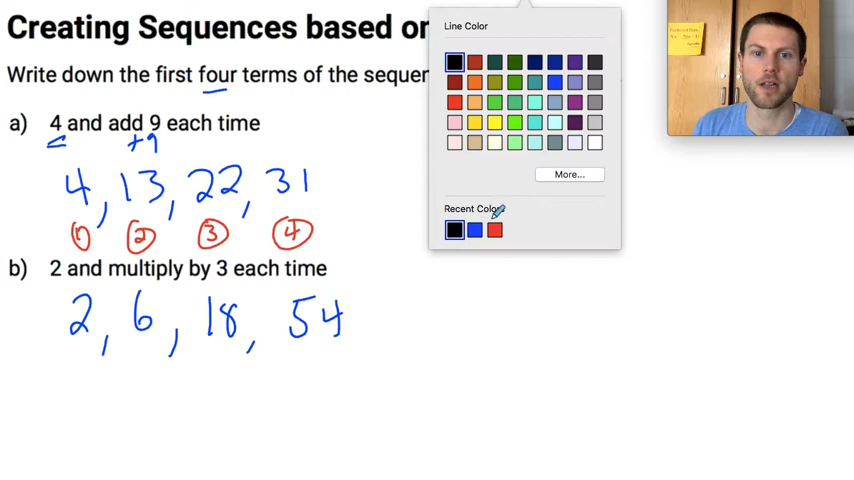 Creating Sequences based on
Write down the first four terms of the sequen
a) 4 and add 9 each time
+9
4, 13, 22, 31
1 2 3 4
b) 2 and multiply by 3 each time
2, 6, 18, 54
Line Color
More...
Recent Colors